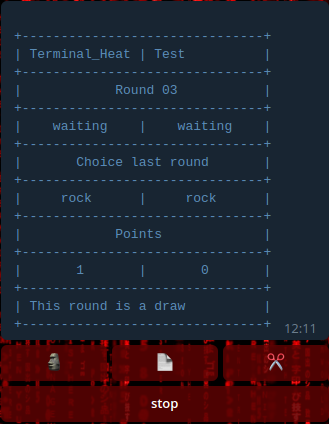 +-------------------------------+
| Terminal_Heat | Test          |
+-------------------------------+
|            Round 03           |
+-------------------------------+
|    waiting    |    waiting    |
+-------------------------------+
|       Choice last round       |
+-------------------------------+
|     rock      |     rock      |
+-------------------------------+
|            Points             |
+-------------------------------+
|       1       |       0       |
+-------------------------------+
| This round is a draw          |
+-------------------------------+
12:11
stop